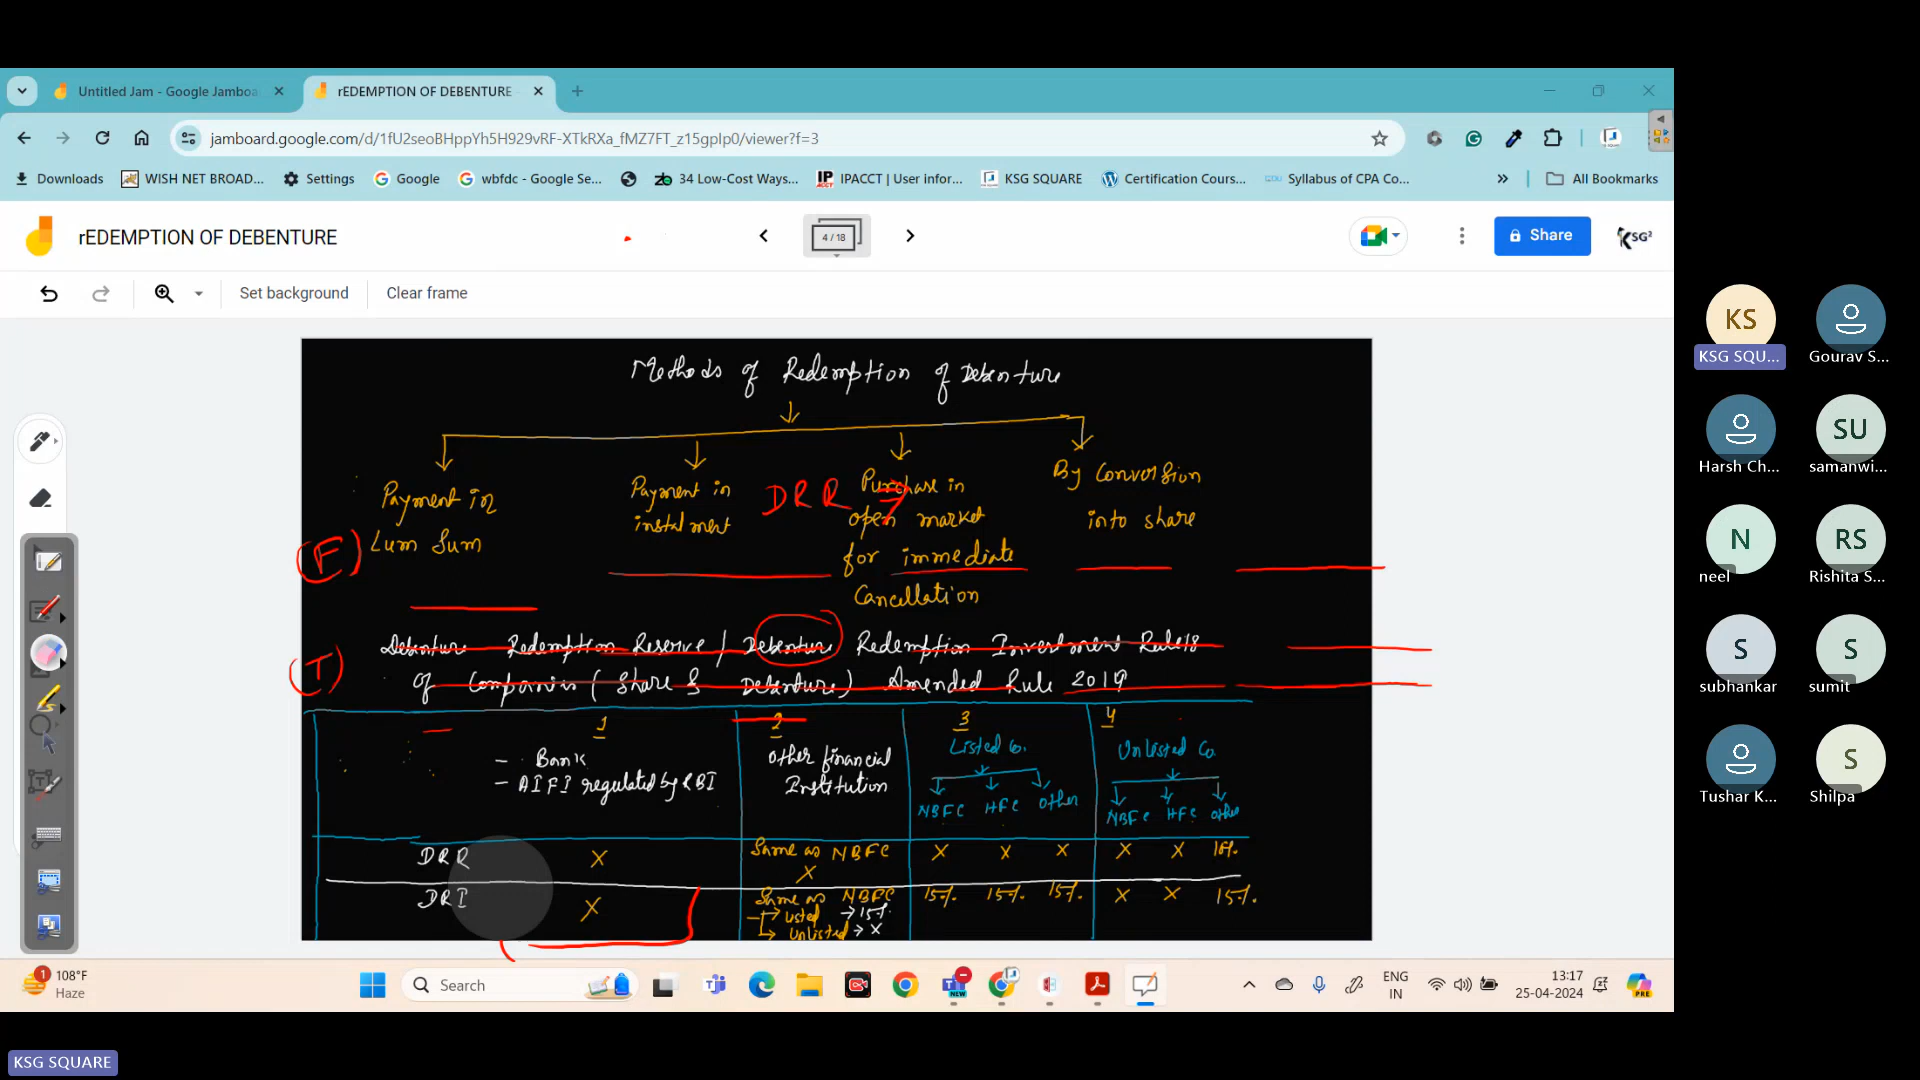 Untitled Jam - Google Jamboa
rEDEMPTION OF DEBENTURE
jamboard.google.com/d/1fU2seoBHppYh5H929vRF-XTkRXa_fMZ7FT_z15gpIp0/viewer?f=3
Downloads WISH NET BROAD... Settings Google wbfdc - Google Se... 34 Low-Cost Ways... IPACCT | User infor... KSG SQUARE Certification Cours... Syllabus of CPA Co... » All Bookmarks
rEDEMPTION OF DEBENTURE
4 / 18
Share
KSG²
Set background Clear frame
Methods of Redemption of Debenture
Payment in
Lum Sum
Payment in
instalment
DRR
Purchase in
open market
for immediate
Cancellation
By Conversion
into share
(F)
Debenture Redemption Reserve / Debenture Redemption Investment Rule18
(T)
Of Companies (Share & Debenture) Amended Rule 2019
1 2 3 4
- Bank
- AIFI regulated by RBI
Other financial
Institution
Listed Co.
NBFC HFC Other
Unlisted Co.
NBFC HFC Other
DRR X Same as NBFC X X X X X 10%
X
DRI X Same as NBFC 15% 15% 15% X X 15%
→ Listed → 15%
→ Unlisted → X
KS
KSG SQU...
Gourav S...
Harsh Ch...
SU
samanwi...
N
neel
RS
Rishita S...
S
subhankar
S
sumit
Tushar K...
S
Shilpa
1
108°F
Haze
Search
NEW
ENG
IN
13:17
25-04-2024
PRE
KSG SQUARE